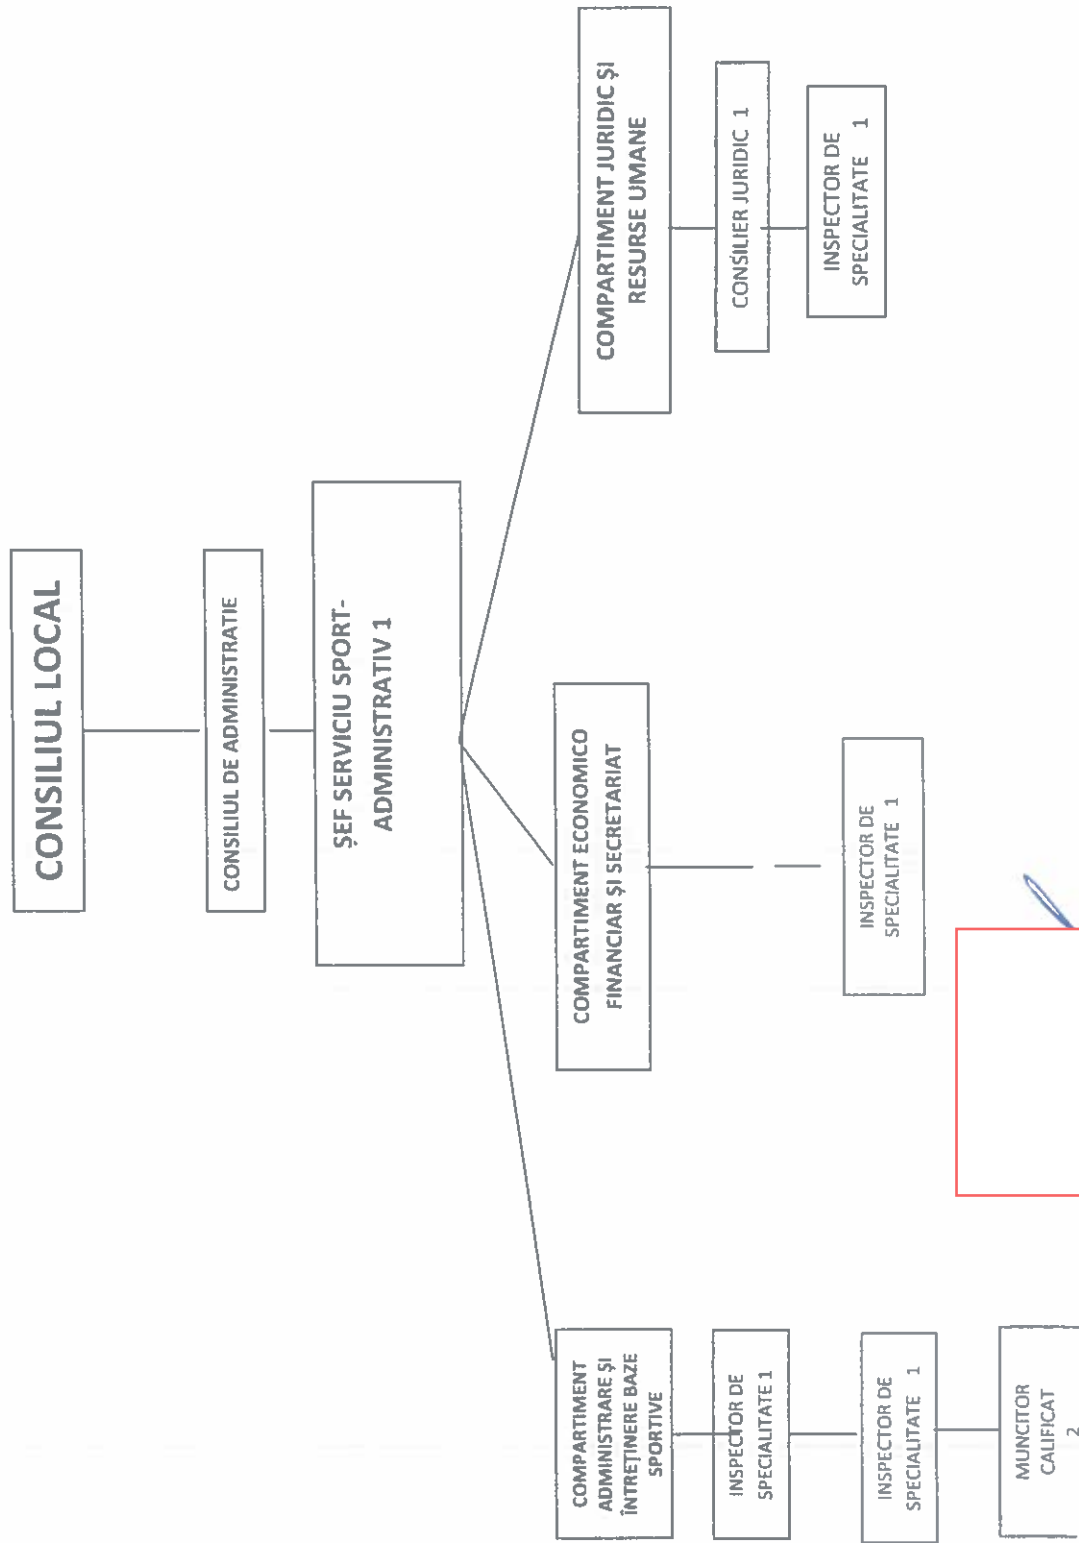 CONSILIUL LOCAL
CONSILIUL DE ADMINISTRATIE
ȘEF SERVICIU SPORT-
ADMINISTRATIV 1
COMPARTIMENT
ADMINISTRARE ȘI
ÎNTREȚINERE BAZE
SPORTIVE
INSPECTOR DE
SPECIALITATE 1
INSPECTOR DE
SPECIALITATE 1
MUNCITOR
CALIFICAT
2
COMPARTIMENT ECONOMICO
FINANCIAR ȘI SECRETARIAT
INSPECTOR DE
SPECIALITATE 1
COMPARTIMENT JURIDIC ȘI
RESURSE UMANE
CONSILIER JURIDIC 1
INSPECTOR DE
SPECIALITATE 1